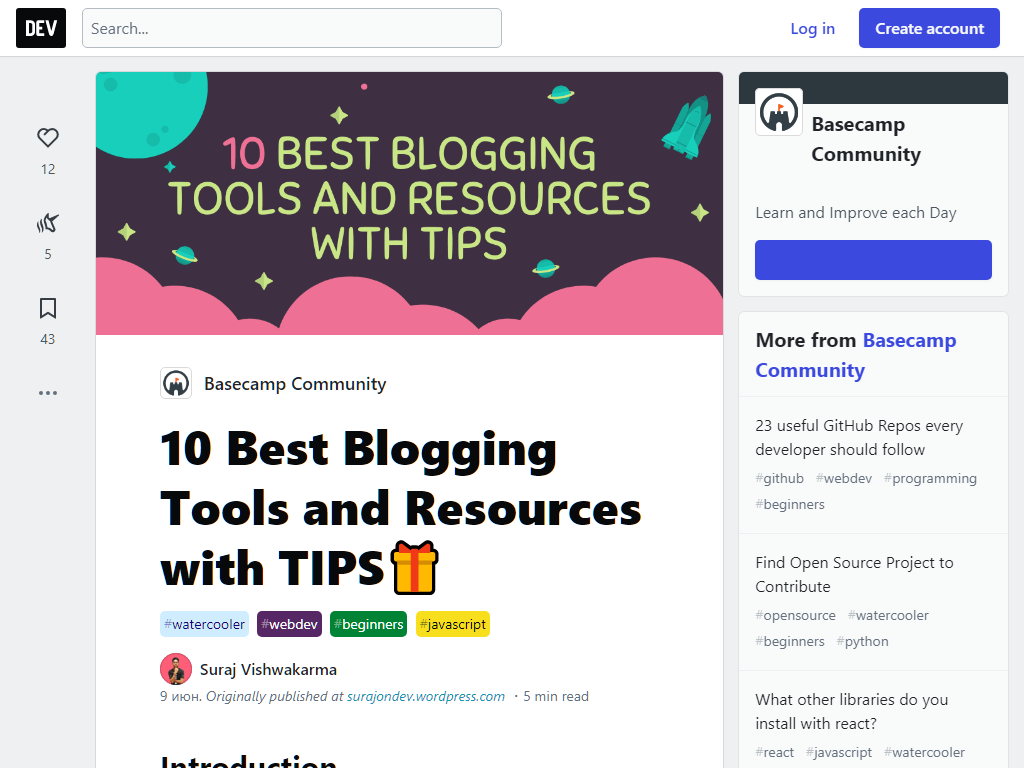 DEV
Search...
Log in
Create account
12
5
43
10 BEST BLOGGING
TOOLS AND RESOURCES
WITH TIPS
Basecamp Community
10 Best Blogging
Tools and Resources
with TIPS
#watercooler #webdev #beginners #javascript
Suraj Vishwakarma
9 июн. Originally published at surajondev.wordpress.com ・5 min read
Introduction
Basecamp
Community
Learn and Improve each Day
More from Basecamp
Community
23 useful GitHub Repos every
developer should follow
#github #webdev #programming
#beginners
Find Open Source Project to
Contribute
#opensource #watercooler
#beginners #python
What other libraries do you
install with react?
#react #javascript #watercooler